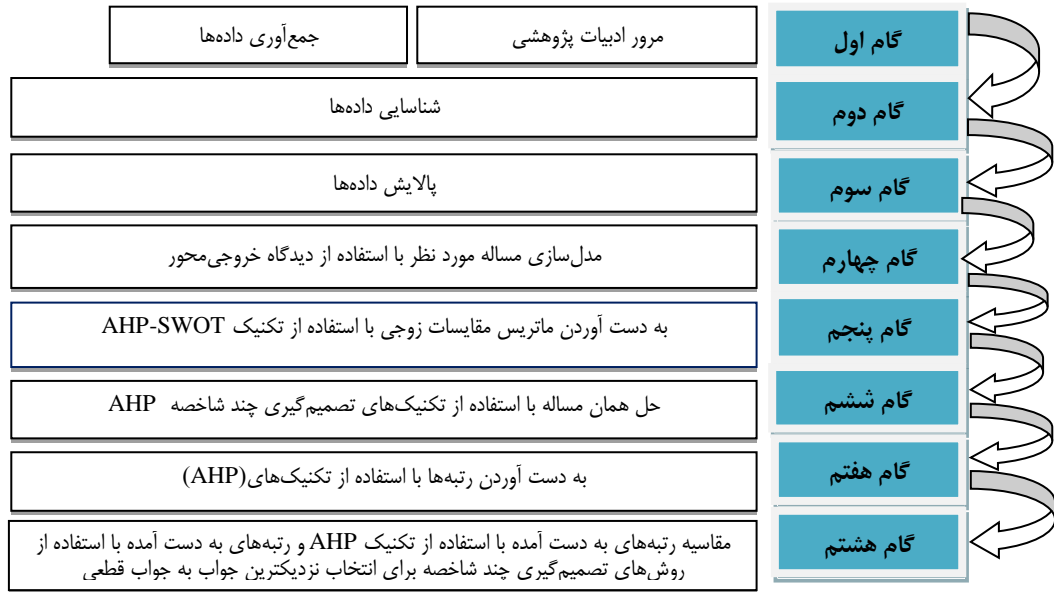 گام اول
مرور ادبیات پژوهشی
جمع‌آوری داده‌ها
گام دوم
شناسایی داده‌ها
گام سوم
پالایش داده‌ها
گام چهارم
مدل‌سازی مساله مورد نظر با استفاده از دیدگاه خروجی‌محور
گام پنجم
به دست آوردن ماتریس مقایسات زوجی با استفاده از تکنیک AHP-SWOT
گام ششم
حل همان مساله با استفاده از تکنیک‌های تصمیم‌گیری چند شاخصه AHP
گام هفتم
به دست آوردن رتبه‌ها با استفاده از تکنیک‌های(AHP)
گام هشتم
مقاسیه رتبه‌های به دست آمده با استفاده از تکنیک AHP و رتبه‌های به دست آمده با استفاده از
روش‌های تصمیم‌گیری چند شاخصه برای انتخاب نزدیکترین جواب به جواب قطعی